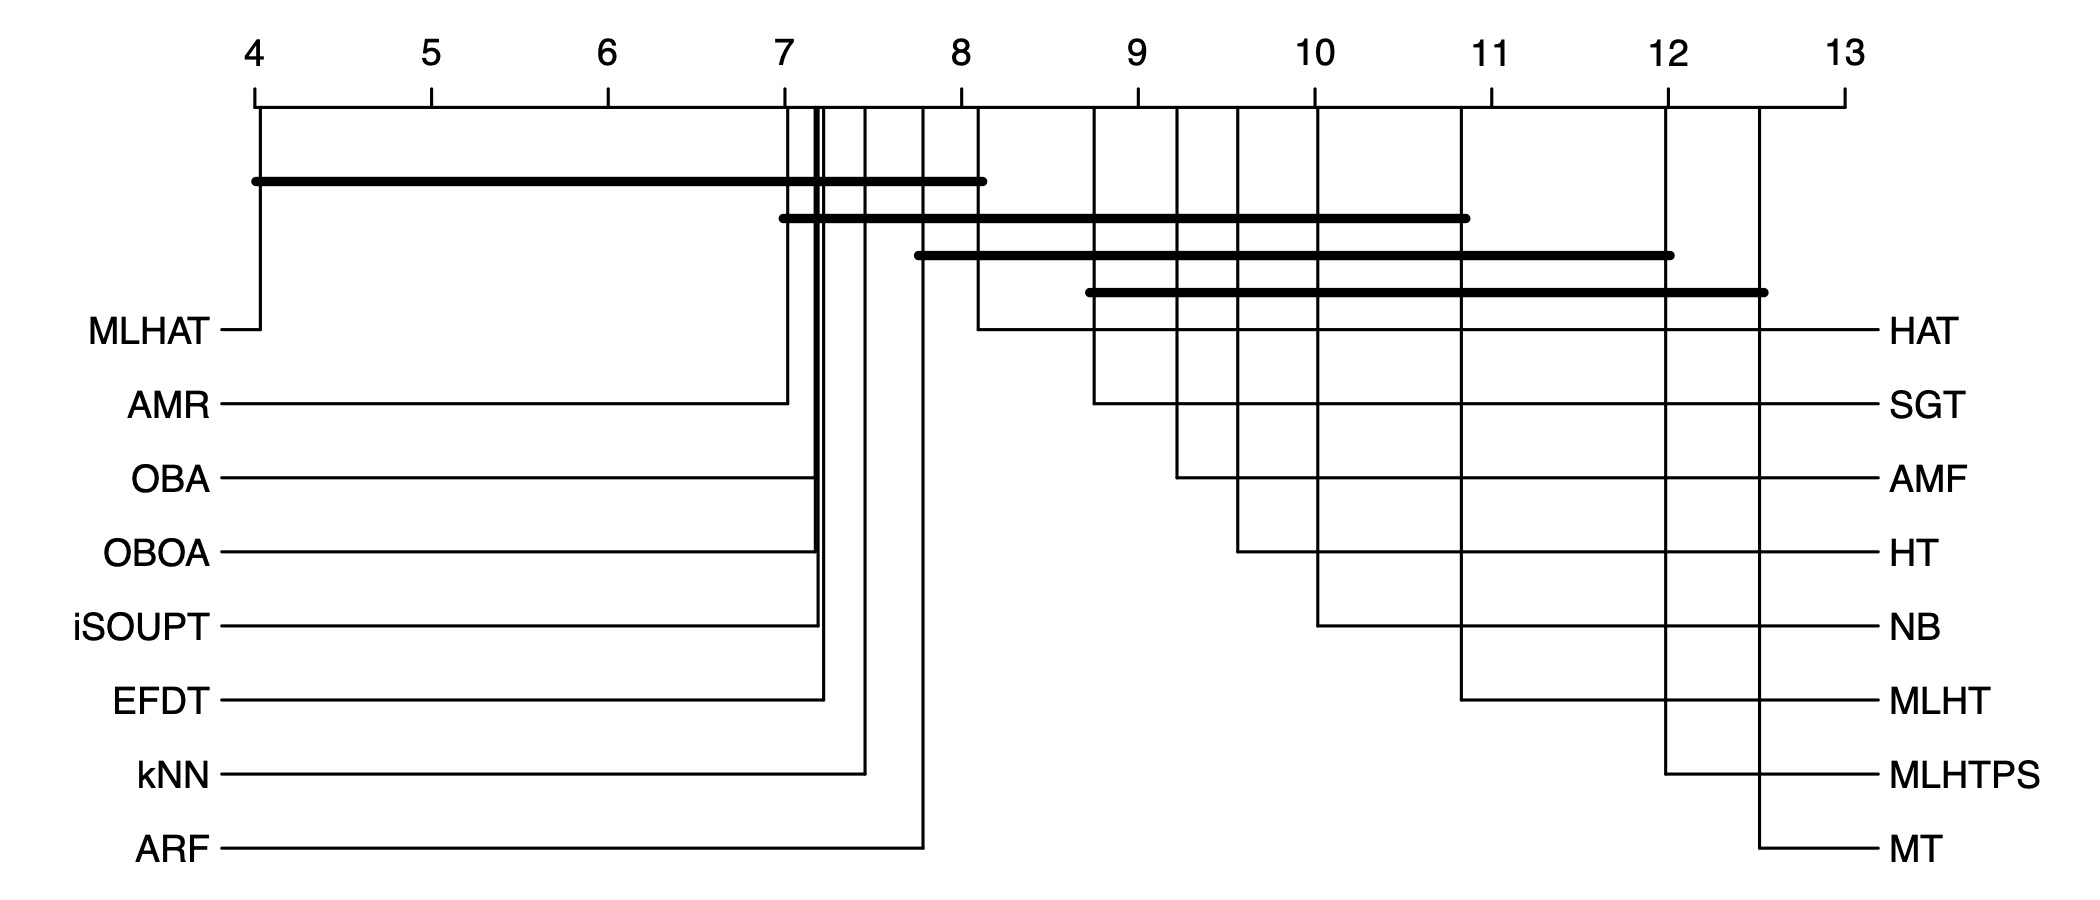 4 5 6 7 8 9 10 11 12 13
MLHAT HAT
AMR SGT
OBA AMF
OBOA HT
iSOUPT NB
EFDT MLHT
kNN MLHTPS
ARF MT